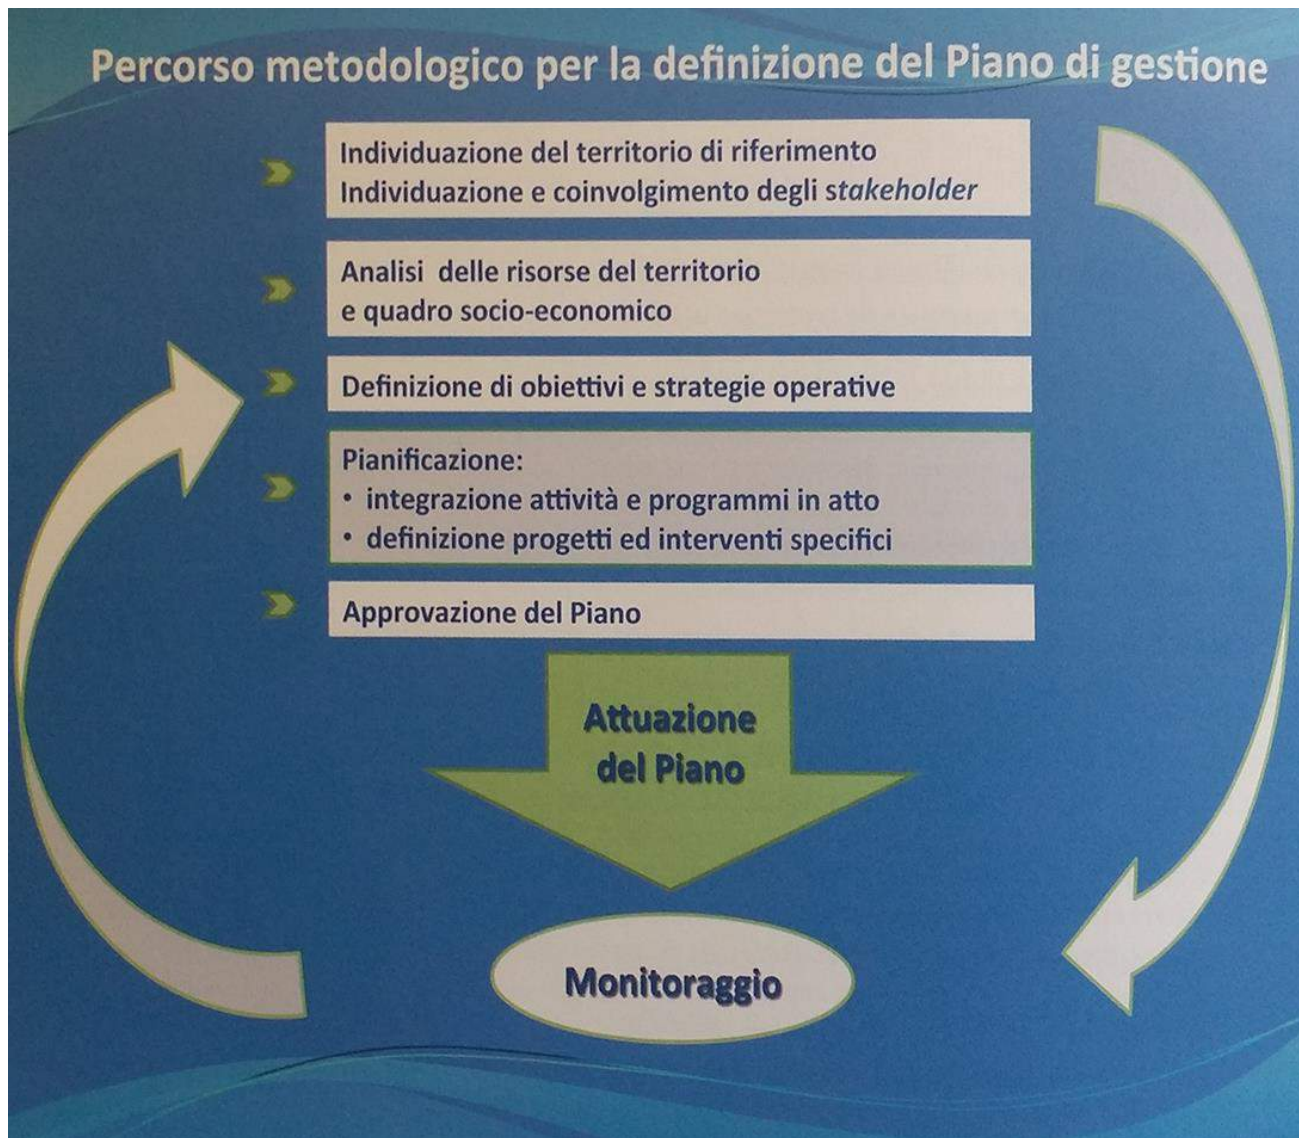 Percorso metodologico per la definizione del Piano di gestione
Individuazione del territorio di riferimento
Individuazione e coinvolgimento degli stakeholder
Analisi delle risorse del territorio
e quadro socio-economico
Definizione di obiettivi e strategie operative
Pianificazione:
• integrazione attività e programmi in atto
• definizione progetti ed interventi specifici
Approvazione del Piano
Attuazione
del Piano
Monitoraggio